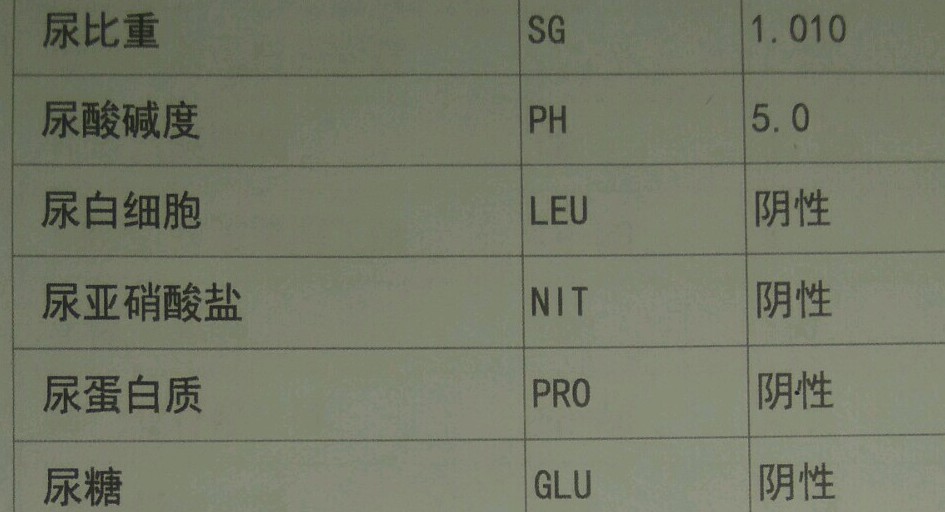 尿比重 SG 1.010
尿酸碱度 PH 5.0
尿白细胞 LEU 阴性
尿亚硝酸盐 NIT 阴性
尿蛋白质 PRO 阴性
尿糖 GLU 阴性